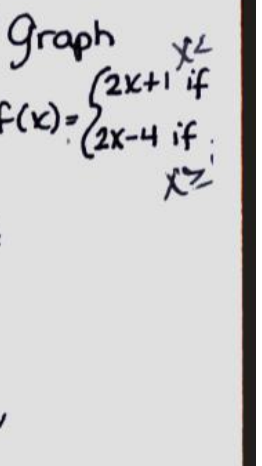 Graph
x<
f(x)={2x+1 if
{2x-4 if
x≥